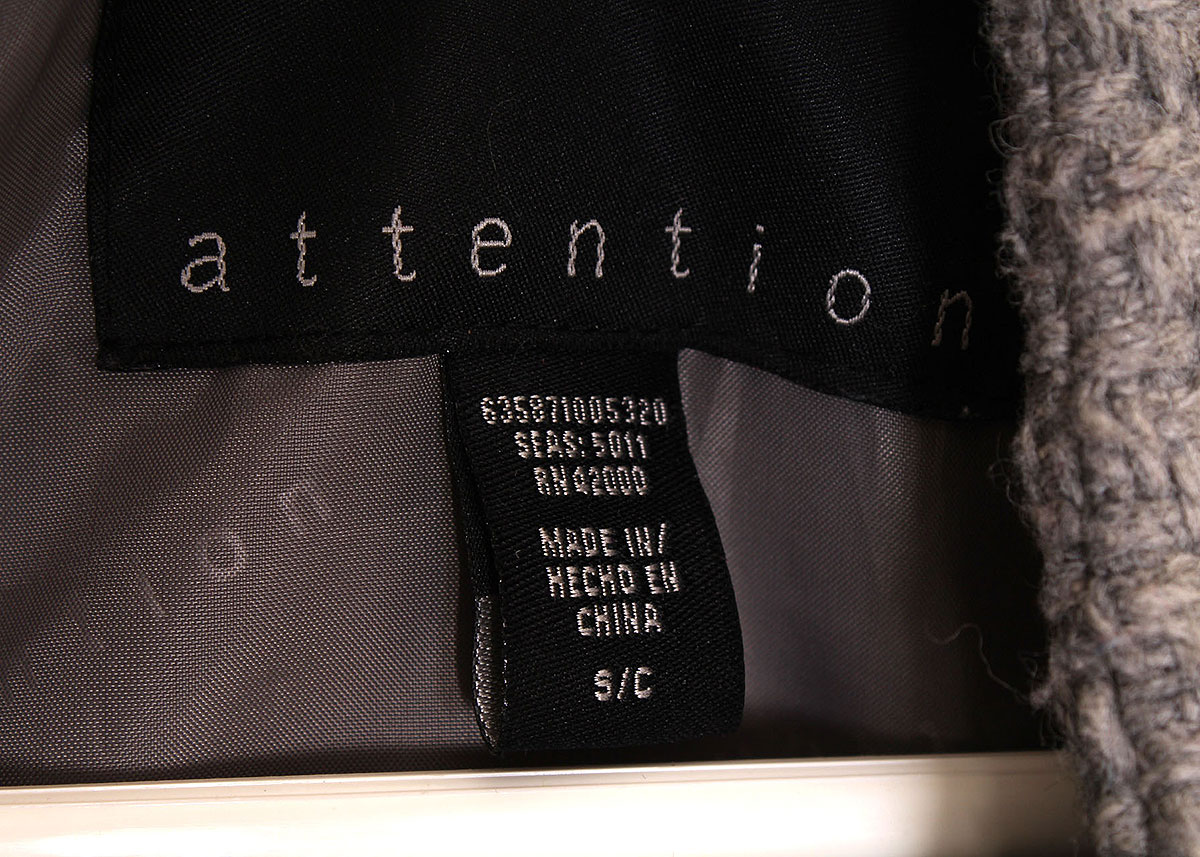 attention
635871005320
SEAS: 5011
RN 42000
MADE IN/
HECHO EN
CHINA
S/C